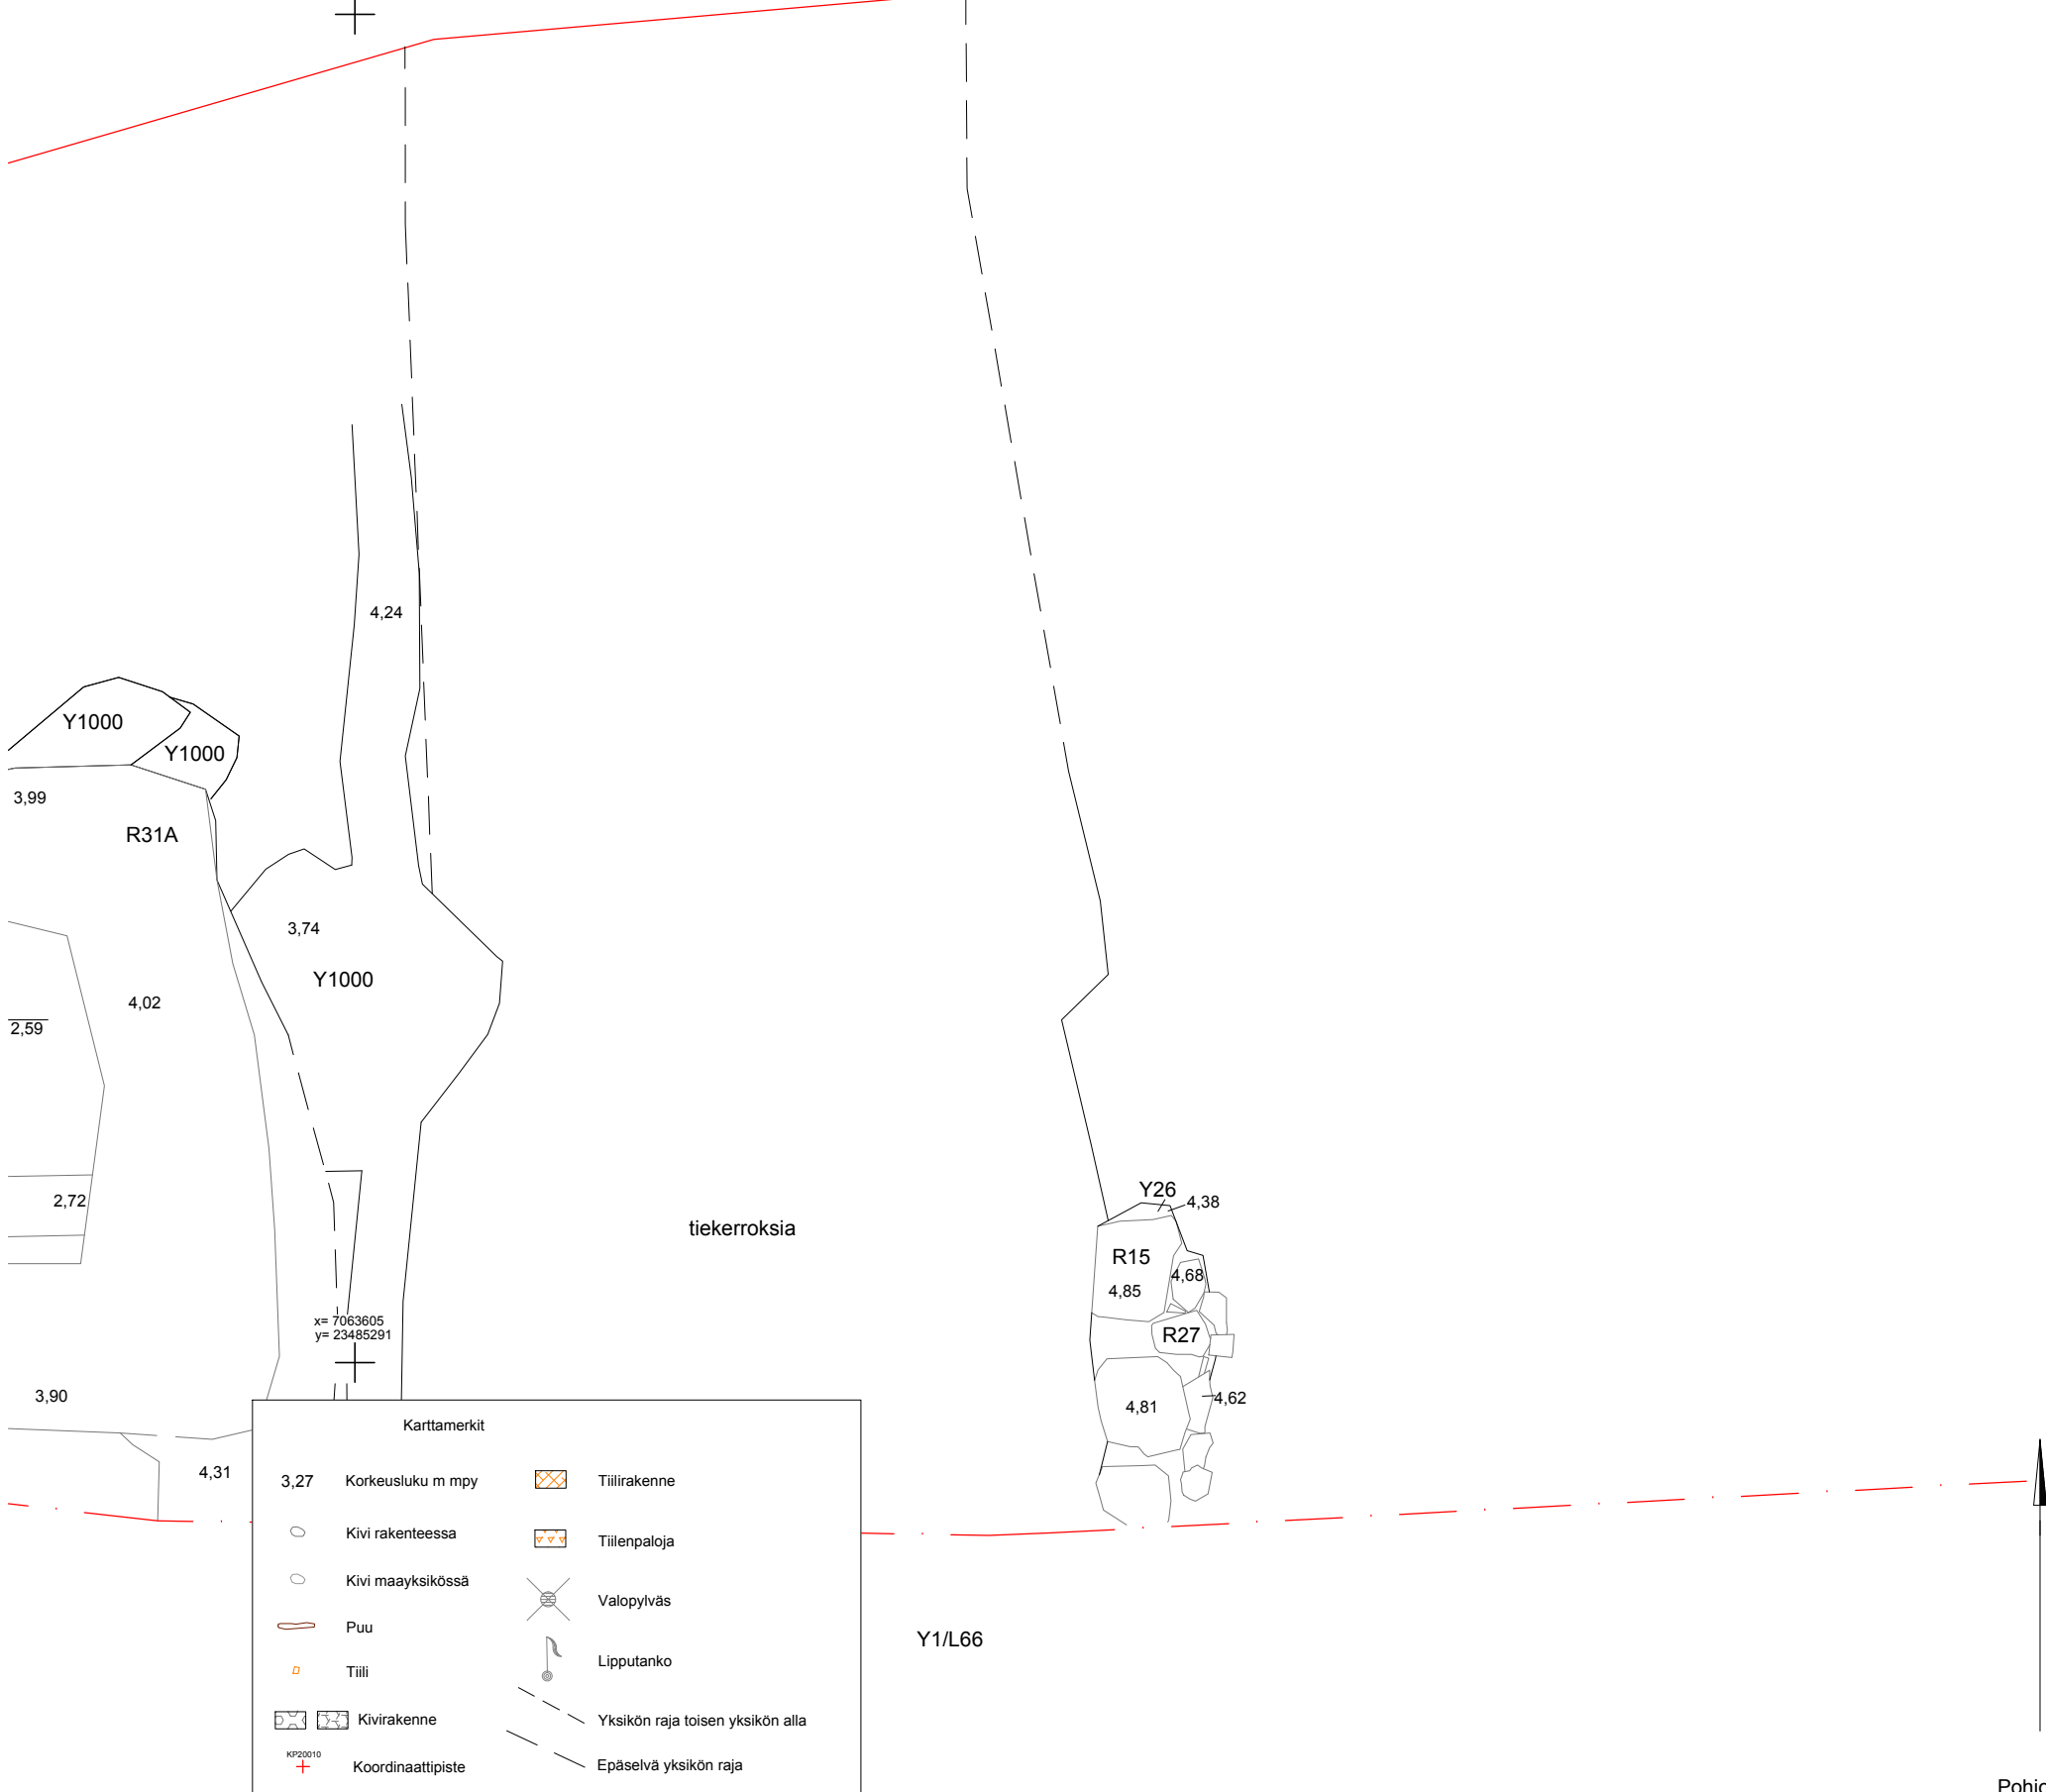 4,24
Y1000
Y1000
3,99
R31A
3,74
Y1000
4,02
2,59
2,72
Y26
4,38
tiekerroksia
R15
4,68
4,85
x= 7063605
y= 23485291
R27
3,90
4,81
4,62
4,31
Karttamerkit
3,27 Korkeusluku m mpy
Kivi rakenteessa
Kivi maayksikössä
Puu
Tiili
Kivirakenne
KP20010
Koordinaattipiste
Tiilirakenne
Tiilenpaloja
Valopylväs
Lipputanko
Yksikön raja toisen yksikön alla
Epäselvä yksikön raja
Y1/L66